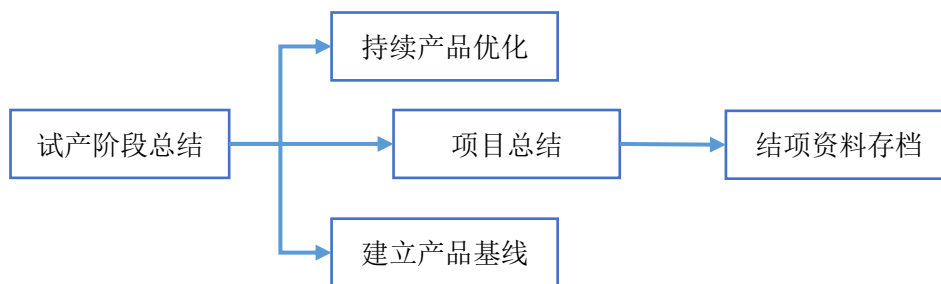 持续产品优化
试产阶段总结
项目总结
结项资料存档
建立产品基线